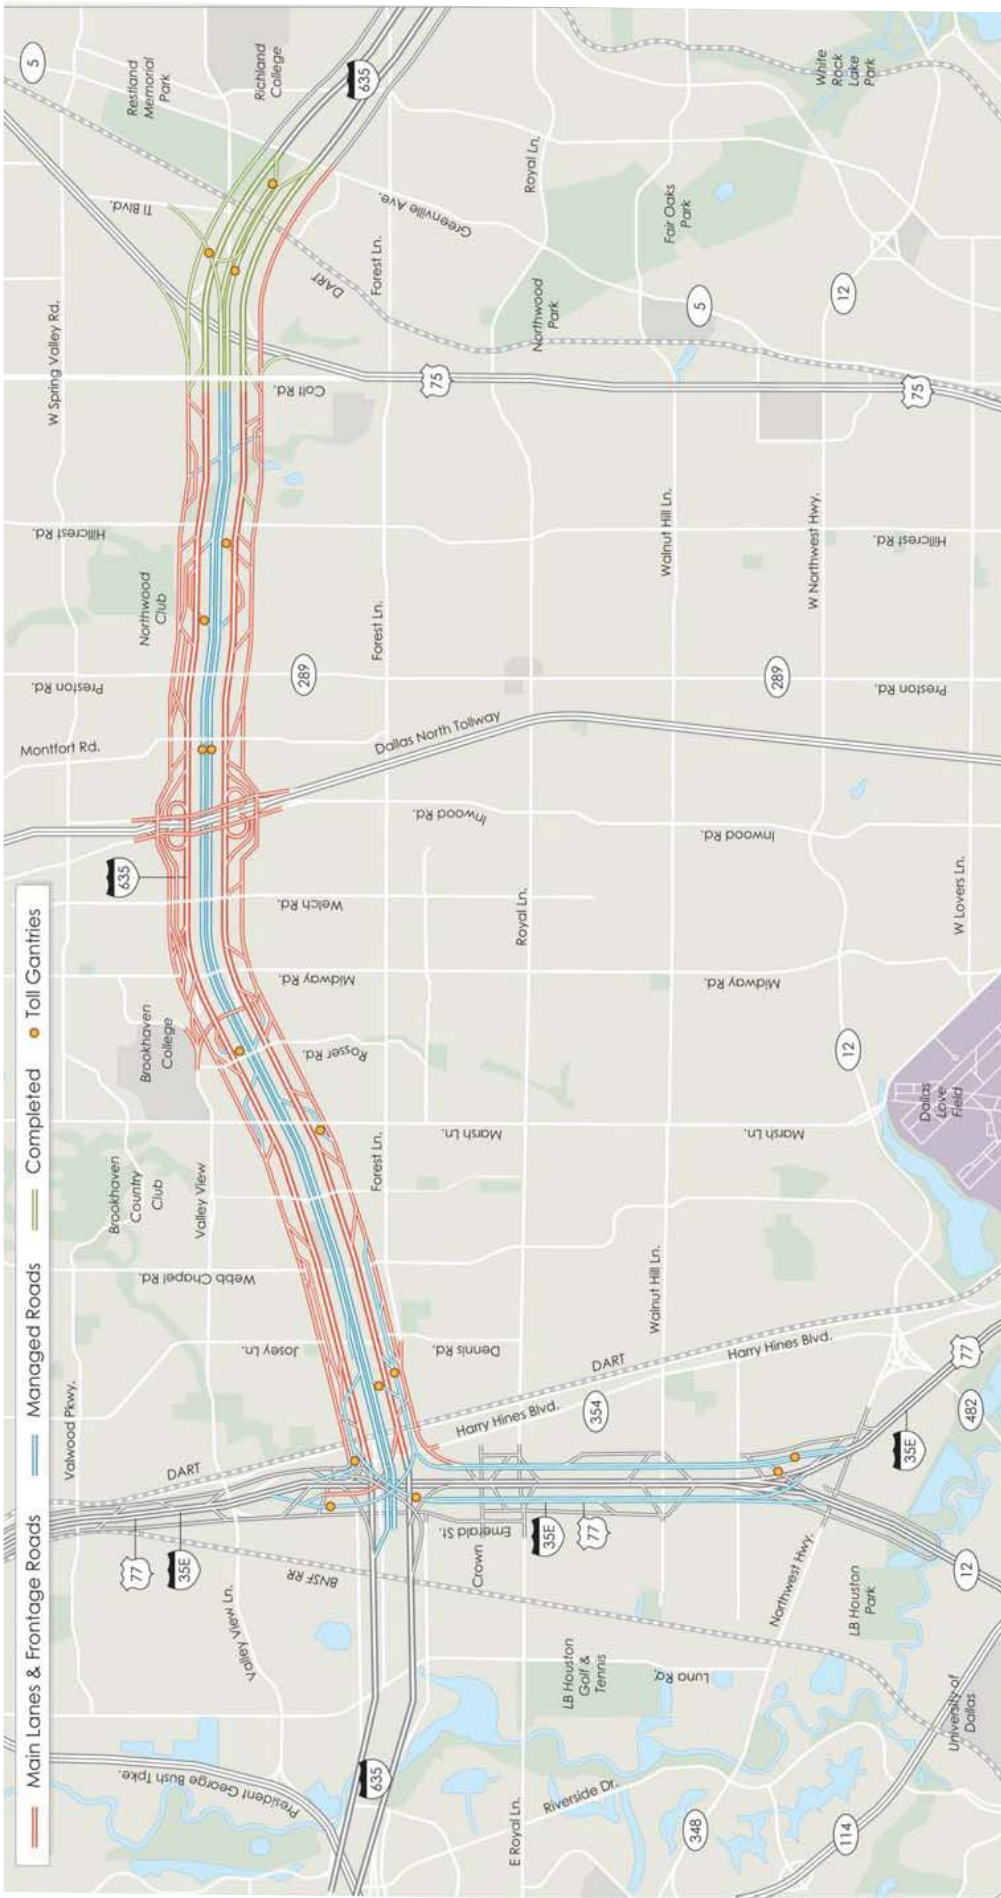 Main Lanes & Frontage Roads
Managed Roads
Completed
Toll Gantries
President George Bush Tpke.
Valwood Pkwy.
77
35E
DART
Valley View Ln.
BNSF RR
635
Josey Ln.
Webb Chapel Rd.
Valley View
Brookhaven
Country
Club
Brookhaven
College
Rosser Rd.
Marsh Ln.
Midway Rd.
Welch Rd.
635
Montfort Rd.
Preston Rd.
289
Northwood
Club
Hillcrest Rd.
W Spring Valley Rd.
Coit Rd.
TI Blvd.
Restland
Memorial
Park
5
Richland
College
635
DART
Greenville Ave.
Forest Ln.
Forest Ln.
Forest Ln.
Dallas North Tollway
Inwood Rd.
Dennis Rd.
Harry Hines Blvd.
354
DART
Emerald St.
Crown
35E
77
E Royal Ln.
Royal Ln.
Royal Ln.
75
Northwood
Park
LB Houston
Golf &
Tennis
Luna Rd.
Riverside Dr.
348
Walnut Hill Ln.
Walnut Hill Ln.
Fair Oaks
Park
5
Harry Hines Blvd.
Marsh Ln.
Midway Rd.
Inwood Rd.
289
W Northwest Hwy.
12
12
White
Rock
Lake
Park
Northwest Hwy.
LB Houston
Park
114
35E
77
482
12
University of
Dallas
Dallas
Love
Field
W Lovers Ln.
Preston Rd.
Hillcrest Rd.
75